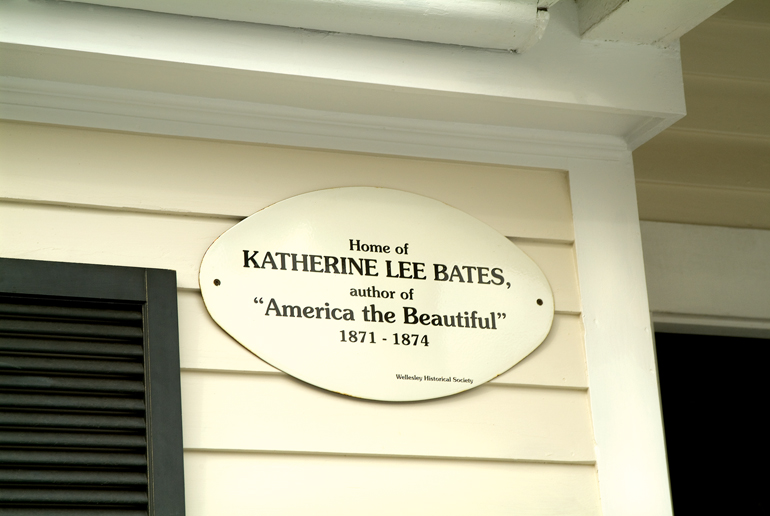 Home of
KATHERINE LEE BATES,
author of
“America the Beautiful”
1871 - 1874
Wellesley Historical Society